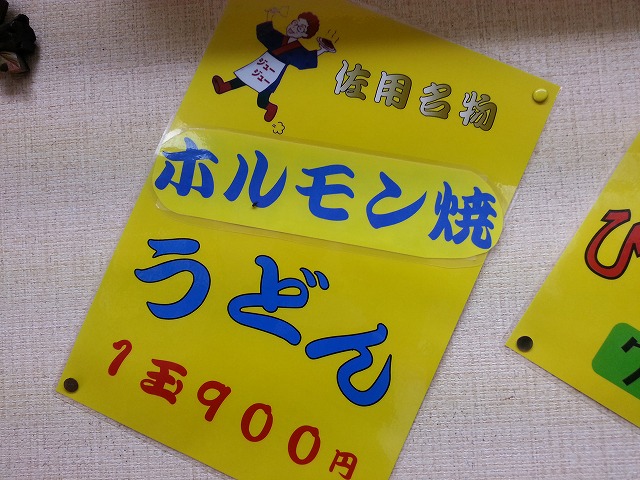 ジュー
ジュー
佐用名物
ホルモン焼
うどん
1玉900円
ひ